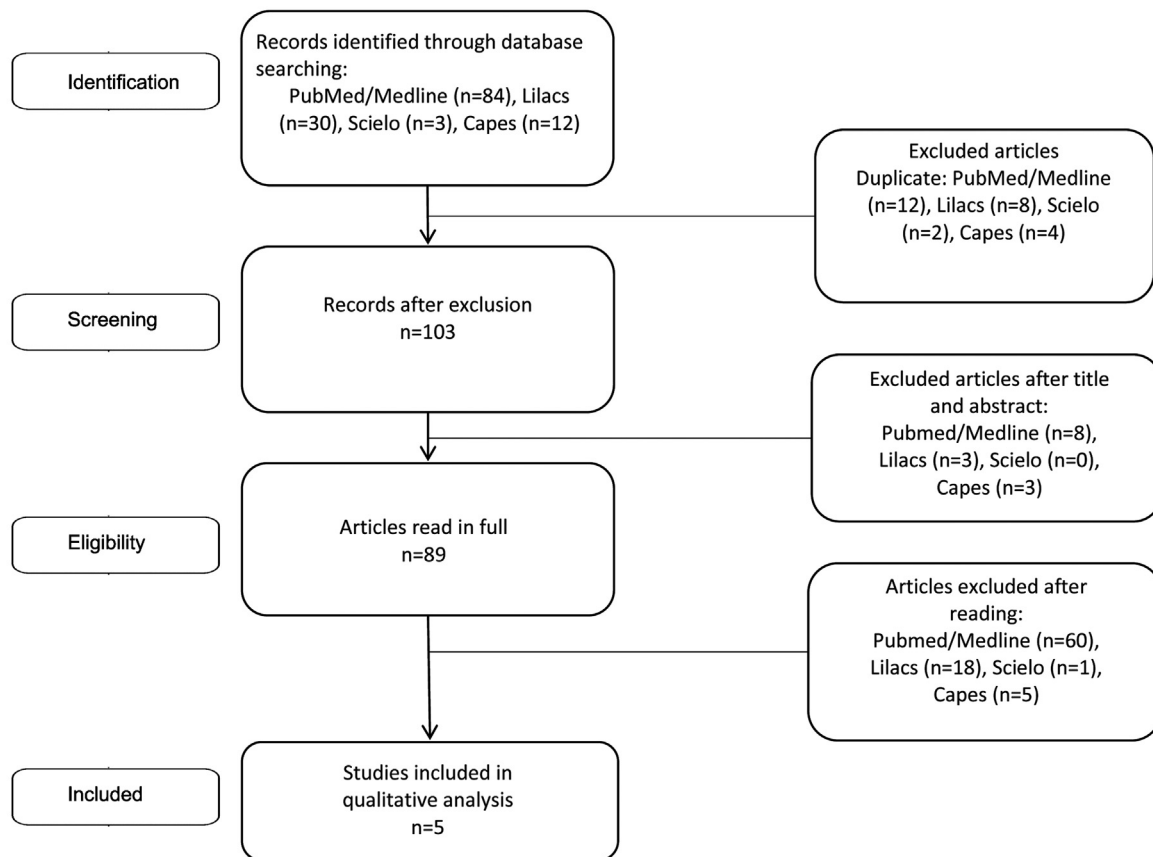 Identification
Records identified through database
searching:
PubMed/Medline (n=84), Lilacs
(n=30), Scielo (n=3), Capes (n=12)
Excluded articles
Duplicate: PubMed/Medline
(n=12), Lilacs (n=8), Scielo
(n=2), Capes (n=4)
Screening
Records after exclusion
n=103
Excluded articles after title
and abstract:
Pubmed/Medline (n=8),
Lilacs (n=3), Scielo (n=0),
Capes (n=3)
Eligibility
Articles read in full
n=89
Articles excluded after
reading:
Pubmed/Medline (n=60),
Lilacs (n=18), Scielo (n=1),
Capes (n=5)
Included
Studies included in
qualitative analysis
n=5